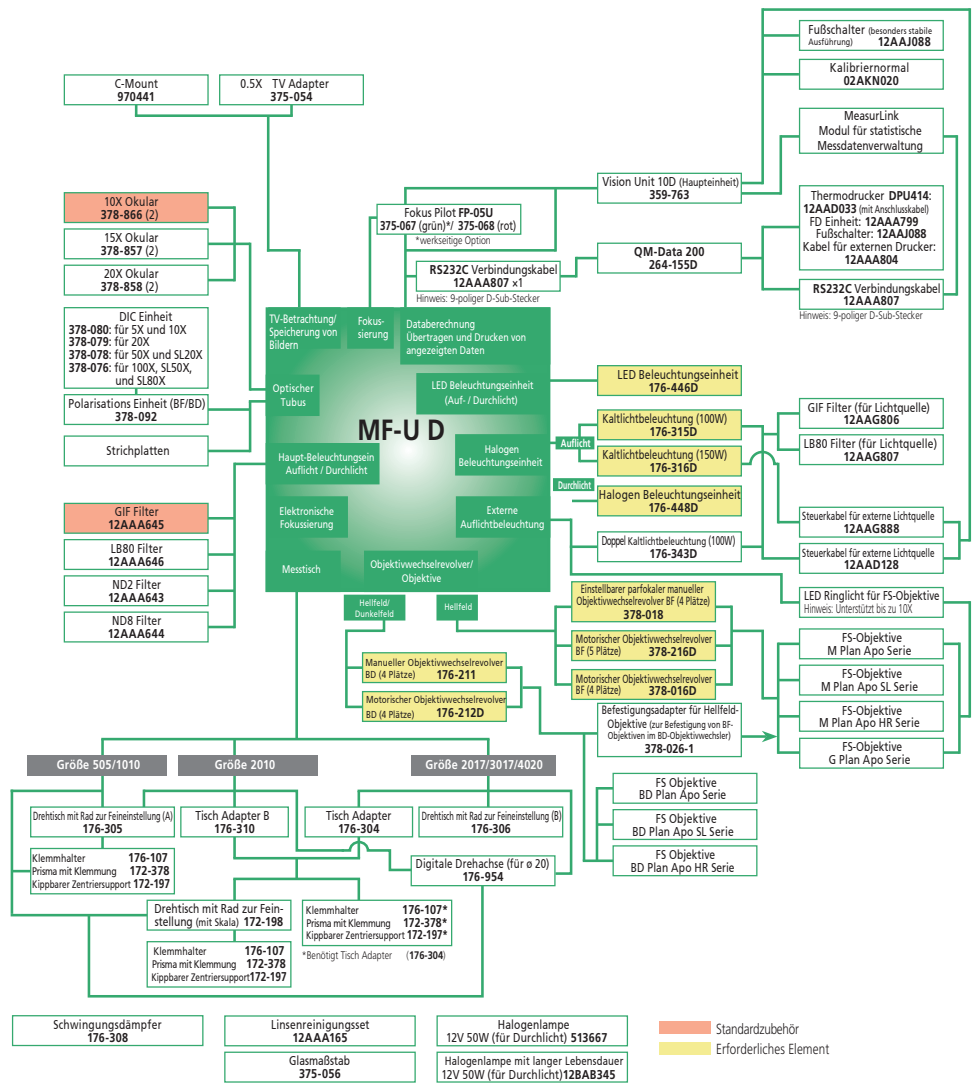 C-Mount
970441
0.5X TV Adapter
375-054
Fußschalter (besonders stabile
Ausführung) 12AAJ088
Kalibriernormal
02AKN020
MeasurLink
Modul für statistische
Messdatenverwaltung
10X Okular
378-866 (2)
15X Okular
378-857 (2)
20X Okular
378-858 (2)
Fokus Pilot FP-05U
375-067 (grün)*/ 375-068 (rot)
*werkseitige Option
Vision Unit 10D (Haupteinheit)
359-763
Thermodrucker DPU414:
12AAD033 (mit Anschlusskabel)
FD Einheit: 12AAA799
Fußschalter: 12AAJ088
Kabel für externen Drucker:
12AAA804
RS232C Verbindungskabel
12AAA807 ×1
Hinweis: 9-poliger D-Sub-Stecker
QM-Data 200
264-155D
RS232C Verbindungskabel
12AAA807
Hinweis: 9-poliger D-Sub-Stecker
DIC Einheit
378-080: für 5X und 10X
378-079: für 20X
378-078: für 50X und SL20X
378-076: für 100X, SL50X,
und SL80X
Polarisations Einheit (BF/BD)
378-092
Strichplatten
GIF Filter
12AAA645
LB80 Filter
12AAA646
ND2 Filter
12AAA643
ND8 Filter
12AAA644
TV-Betrachtung/
Speicherung von
Bildern
Fokus-
sierung
Databerechnung
Übertragen und Drucken von
angezeigten Daten
Optischer
Tubus
LED Beleuchtungseinheit
(Auf- / Durchlicht)
MF-U D
Haupt-Beleuchtungsein
Auflicht / Durchlicht
Halogen
Beleuchtungseinheit
Elektronische
Fokussierung
Externe
Auflichtbeleuchtung
Messtisch
Objektivwechselrevolver/
Objektive
LED Beleuchtungseinheit
176-446D
Auflicht
Kaltlichtbeleuchtung (100W)
176-315D
Kaltlichtbeleuchtung (150W)
176-316D
Durchlicht
Halogen Beleuchtungseinheit
176-448D
Doppel Kaltlichtbeleuchtung (100W)
176-343D
GIF Filter (für Lichtquelle)
12AAG806
LB80 Filter (für Lichtquelle)
12AAG807
Steuerkabel für externe Lichtquelle
12AAG888
Steuerkabel für externe Lichtquelle
12AAD128
LED Ringlicht für FS-Objektive
Hinweis: Unterstützt bis zu 10X
Hellfeld/
Dunkelfeld
Hellfeld
Einstellbarer parfokaler manueller
Objektivwechselrevolver BF (4 Plätze)
378-018
Motorischer Objektivwechselrevolver
BF (5 Plätze) 378-216D
Motorischer Objektivwechselrevolver
BF (4 Plätze) 378-016D
Manueller Objektivwechselrevolver
BD (4 Plätze) 176-211
Motorischer Objektivwechselrevolver
BD (4 Plätze) 176-212D
Befestigungsadapter für Hellfeld-
Objektive (zur Befestigung von BF-
Objektiven im BD-Objektivwechsler)
378-026-1
FS-Objektive
M Plan Apo Serie
FS-Objektive
M Plan Apo SL Serie
FS-Objektive
M Plan Apo HR Serie
FS-Objektive
G Plan Apo Serie
FS Objektive
BD Plan Apo Serie
FS Objektive
BD Plan Apo SL Serie
FS Objektive
BD Plan Apo HR Serie
Größe 505/1010
Größe 2010
Größe 2017/3017/4020
Drehtisch mit Rad zur Feineinstellung (A)
176-305
Tisch Adapter B
176-310
Tisch Adapter
176-304
Drehtisch mit Rad zur Feineinstellung (B)
176-306
Klemmhalter 176-107
Prisma mit Klemmung 172-378
Kippbarer Zentriersupport 172-197
Digitale Drehachse (für ø 20)
176-954
Drehtisch mit Rad zur Fein-
stellung (mit Skala) 172-198
Klemmhalter 176-107*
Prisma mit Klemmung 172-378*
Kippbarer Zentriersupport 172-197*
*Benötigt Tisch Adapter (176-304)
Klemmhalter 176-107
Prisma mit Klemmung 172-378
Kippbarer Zentriersupport172-197
Schwingungsdämpfer
176-308
Linsenreinigungsset
12AAA165
Halogenlampe
12V 50W (für Durchlicht) 513667
Glasmaßstab
375-056
Halogenlampe mit langer Lebensdauer
12V 50W (für Durchlicht)12BAB345
Standardzubehör
Erforderliches Element